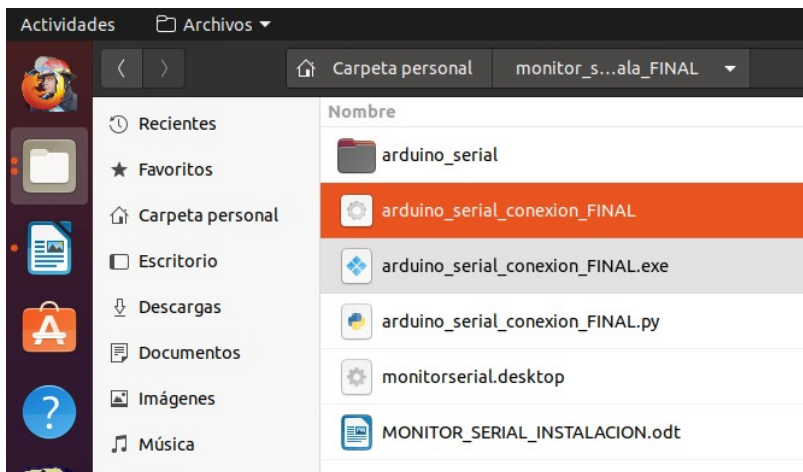 Actividades Archivos
Carpeta personal monitor_s...ala_FINAL
Nombre
Recientes
Favoritos
Carpeta personal
Escritorio
Descargas
Documentos
Imágenes
Música
arduino_serial
arduino_serial_conexion_FINAL
arduino_serial_conexion_FINAL.exe
arduino_serial_conexion_FINAL.py
monitorserial.desktop
MONITOR_SERIAL_INSTALACION.odt
?